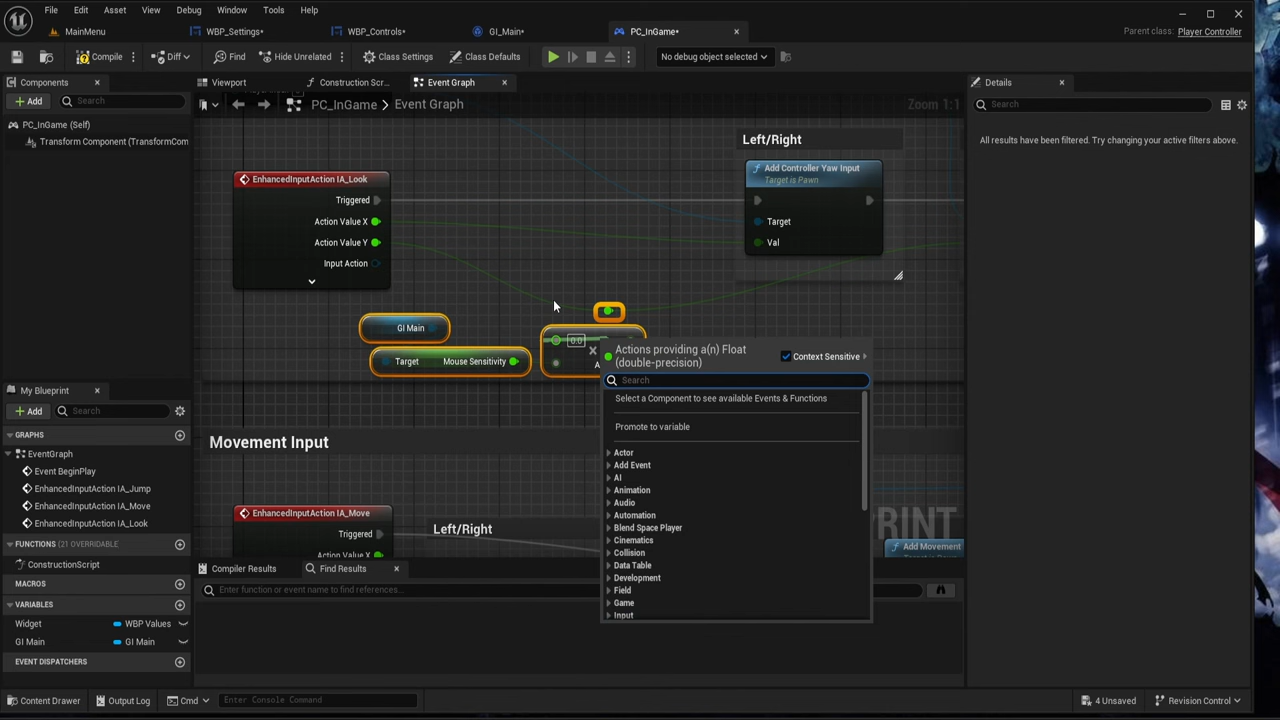 File Edit Asset View Debug Window Tools Help
MainMenu WBP_Settings* WBP_Controls* GI_Main* PC_InGame*
Parent class: Player Controller
Compile Diff Find Hide Unrelated Class Settings Class Defaults No debug object selected
Components Viewport Construction Scr... Event Graph Details
Add Search PC_InGame Event Graph Zoom 1:1 Search
PC_InGame (Self)
Transform Component (TransformCom
All results have been filtered. Try changing your active filters above.
Left/Right
Add Controller Yaw Input
Target is Pawn
Target
Val
EnhancedInputAction IA_Look
Triggered
Action Value X
Action Value Y
Input Action
GI Main
Target Mouse Sensitivity
0.0
Actions providing a(n) Float
(double-precision)
Context Sensitive
Search
Select a Component to see available Events & Functions
Promote to variable
Actor
Add Event
AI
Animation
Audio
Automation
Blend Space Player
Cinematics
Collision
Data Table
Development
Field
Game
Input
Movement Input
EnhancedInputAction IA_Move
Triggered
Action Value X
Left/Right
Add Movement
My Blueprint
Add Search
GRAPHS
EventGraph
Event BeginPlay
EnhancedInputAction IA_Jump
EnhancedInputAction IA_Move
EnhancedInputAction IA_Look
FUNCTIONS (21 OVERRIDABLE)
ConstructionScript
MACROS
VARIABLES
Widget WBP Values
GI Main GI Main
EVENT DISPATCHERS
Compiler Results Find Results
Enter function or event name to find references...
Content Drawer Output Log Cmd Enter Console Command 4 Unsaved Revision Control